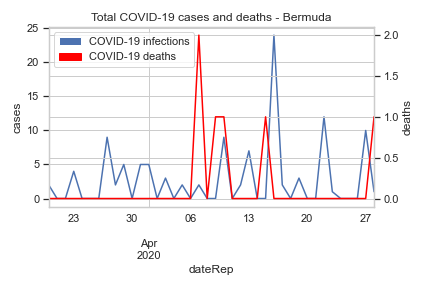 Total COVID-19 cases and deaths - Bermuda
COVID-19 infections
COVID-19 deaths
cases
25
20
15
10
5
0
deaths
2.0
1.5
1.0
0.5
0.0
23 30 06 13 20 27
Apr
2020
dateRep